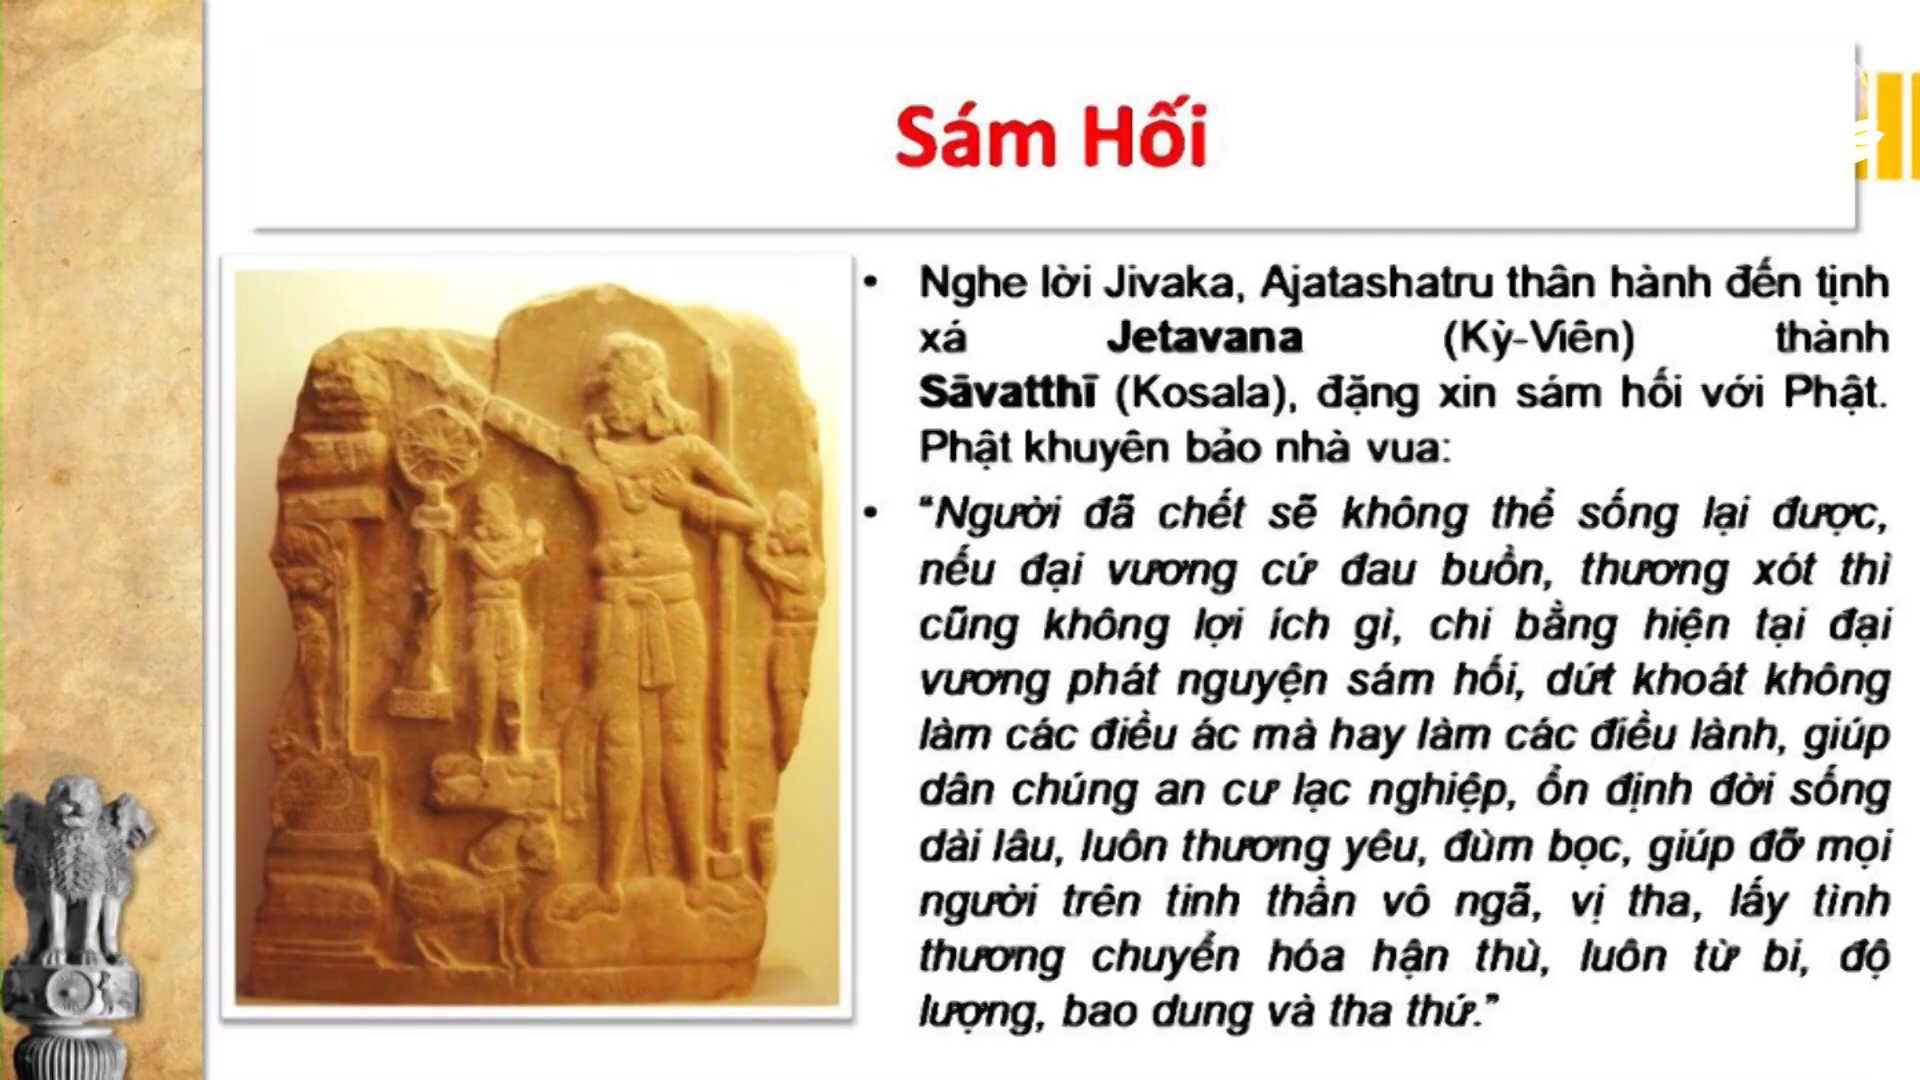 Sám Hối
• Nghe lời Jivaka, Ajatashatru thân hành đến tịnh
xá Jetavana (Kỳ-Viên) thành
Sāvatthī (Kosala), đặng xin sám hối với Phật.
Phật khuyên bảo nhà vua:
• “Người đã chết sẽ không thể sống lại được,
nếu đại vương cứ đau buồn, thương xót thì
cũng không lợi ích gì, chi bằng hiện tại đại
vương phát nguyện sám hối, dứt khoát không
làm các điều ác mà hay làm các điều lành, giúp
dân chúng an cư lạc nghiệp, ổn định đời sống
dài lâu, luôn thương yêu, đùm bọc, giúp đỡ mọi
người trên tinh thần vô ngã, vị tha, lấy tình
thương chuyển hóa hận thù, luôn từ bi, độ
lượng, bao dung và tha thứ.”